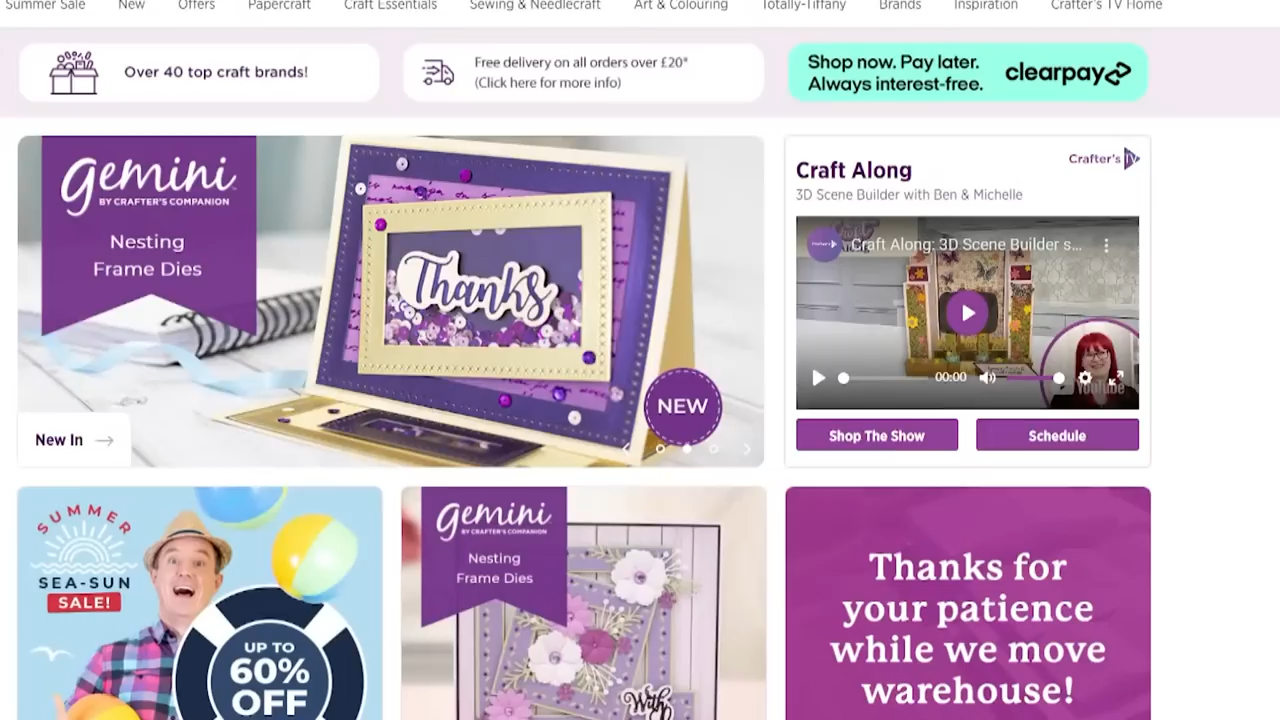 Summer Sale
New
Offers
Papercraft
Craft Essentials
Sewing & Needlecraft
Art & Colouring
Totally-Tiffany
Brands
Inspiration
Crafter's TV Home
Over 40 top craft brands!
Free delivery on all orders over £20*
(Click here for more info)
Shop now. Pay later.
Always interest-free.
clearpay
gemini
BY CRAFTER'S COMPANION
Nesting
Frame Dies
Thanks
NEW
New In
Craft Along
Crafter's TV
3D Scene Builder with Ben & Michelle
Craft Along: 3D Scene Builder s...
00:00
YouTube
Shop The Show
Schedule
SUMMER
SEA-SUN
SALE!
UP TO
60%
OFF
gemini
BY CRAFTER'S COMPANION
Nesting
Frame Dies
With
Thanks for
your patience
while we move
warehouse!